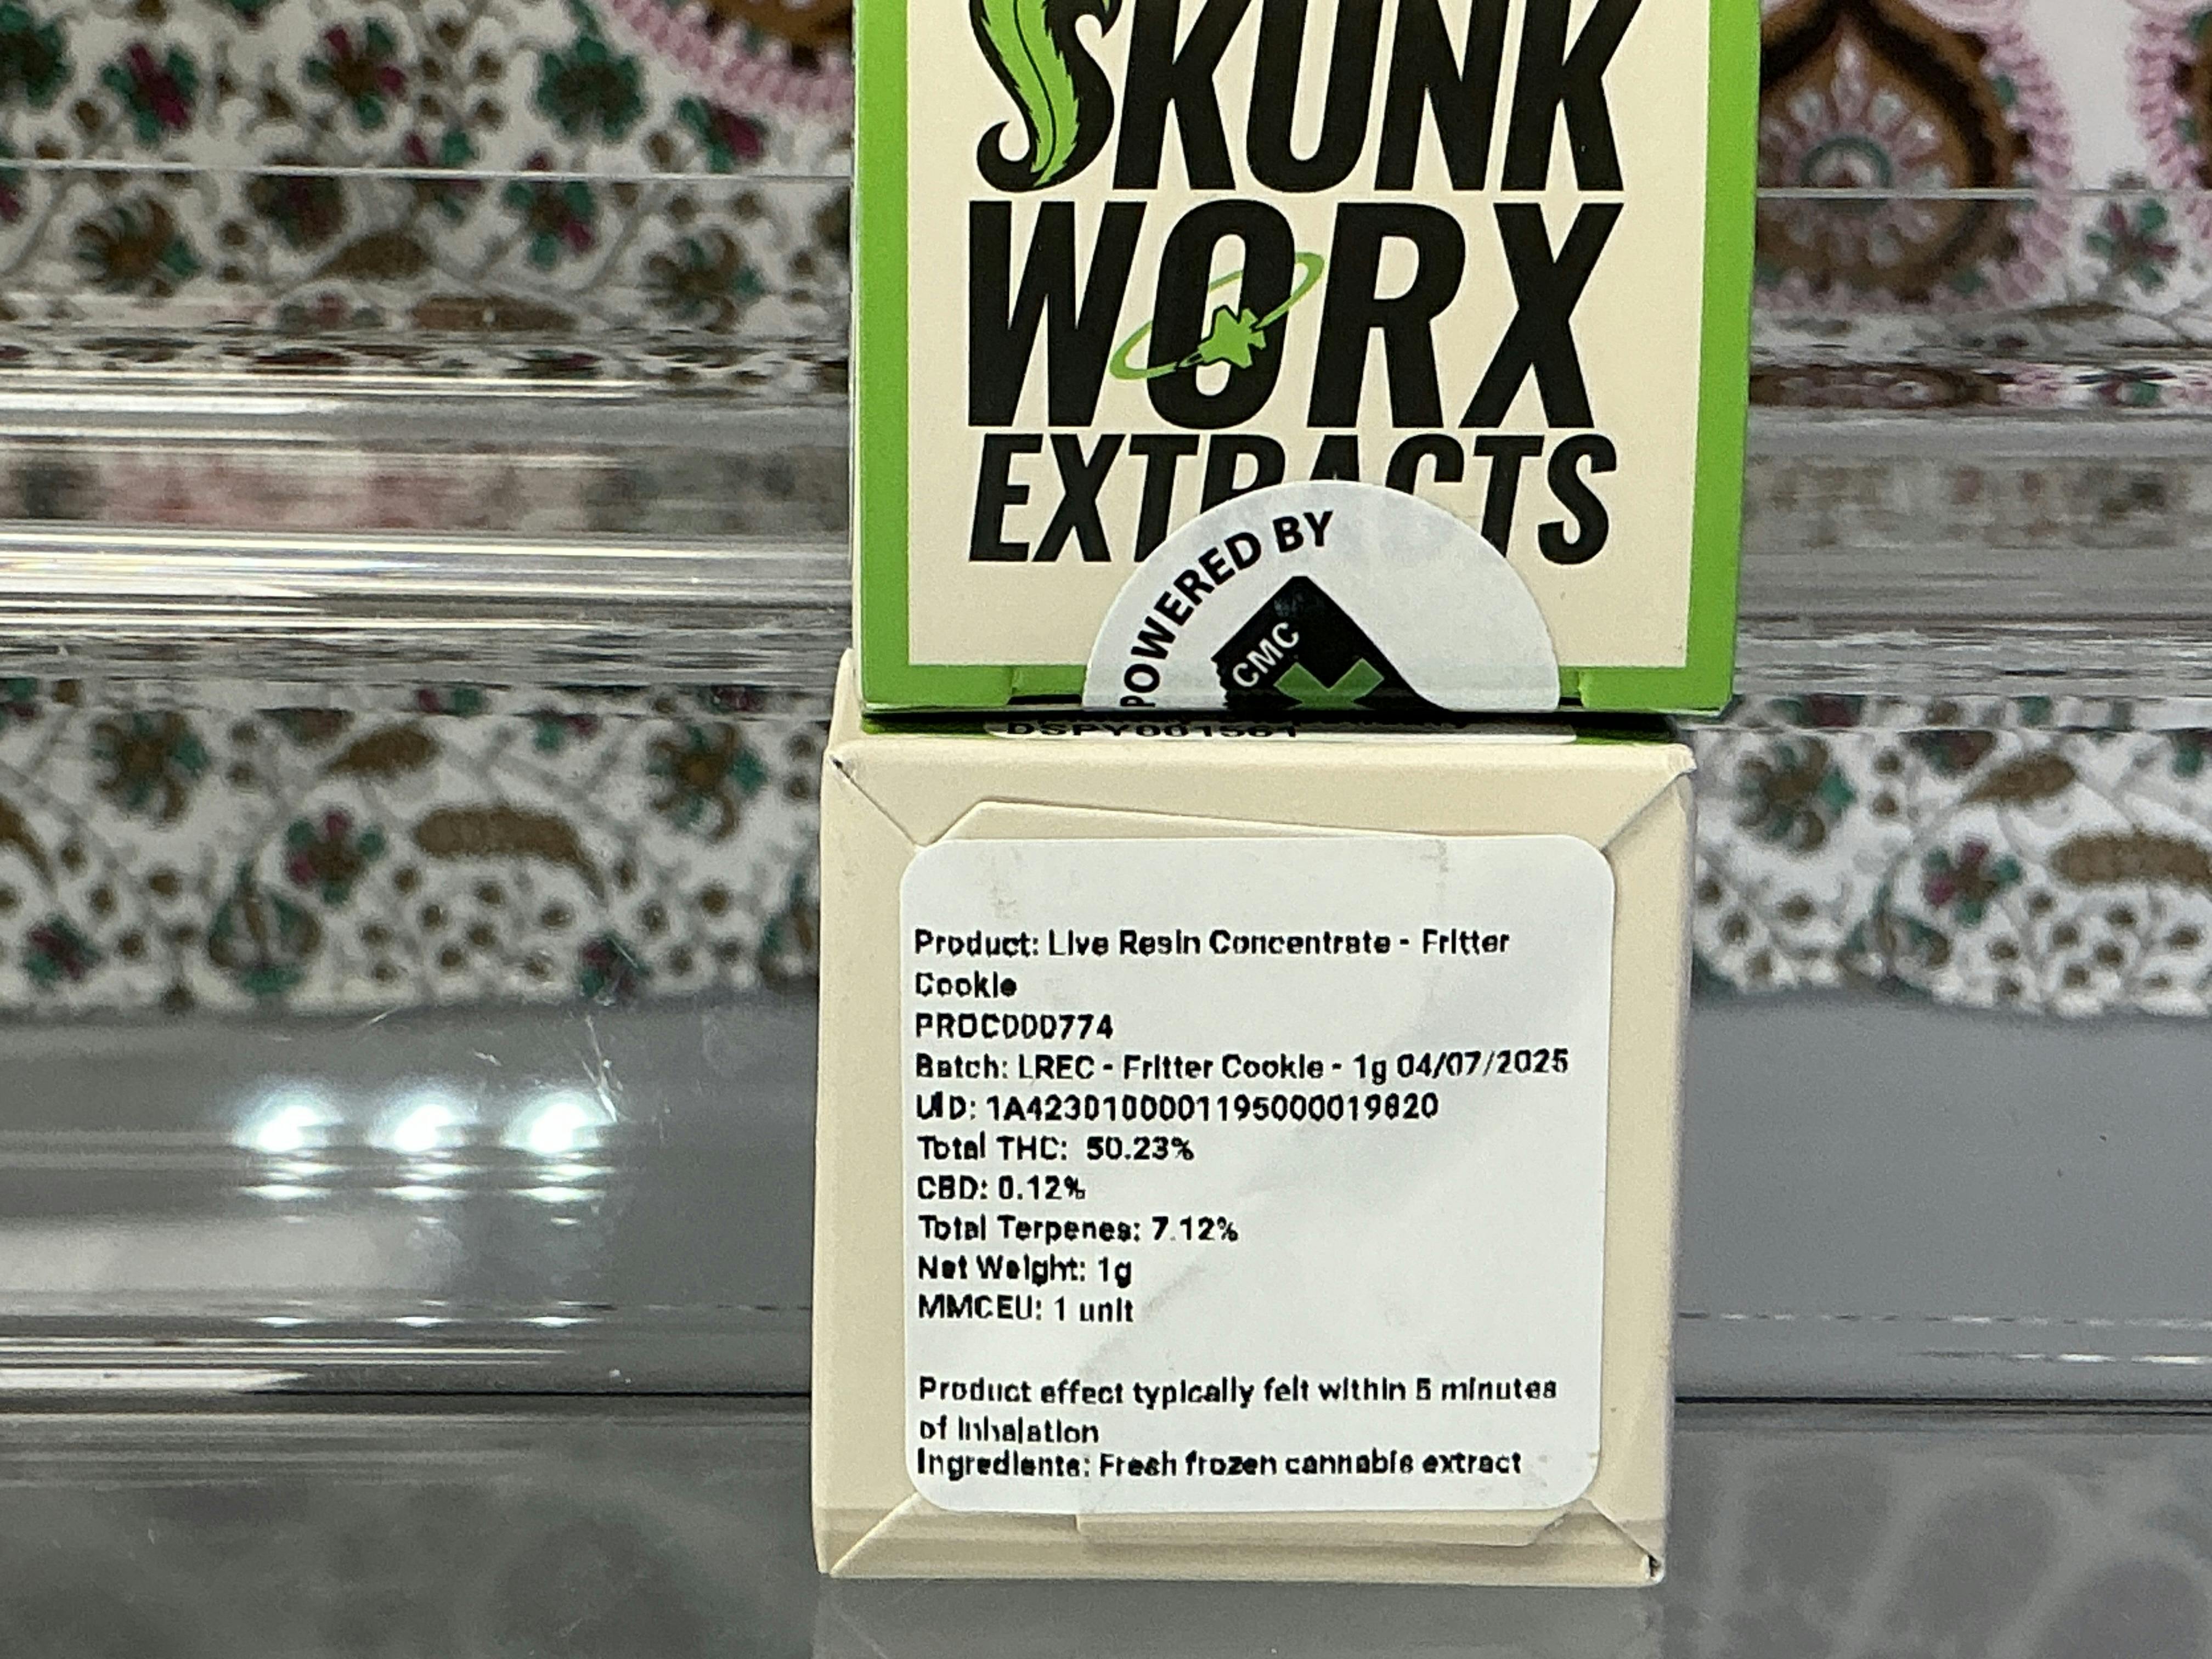 SKUNK
WORX
EXTRACTS
POWERED BY
CMC
DSPY001581
Product: Live Resin Concentrate - Fritter
Cookie
PROC000774
Batch: LREC - Fritter Cookie - 1g 04/07/2025
UID: 1A4230100001195000019820
Total THC: 50.23%
CBD: 0.12%
Total Terpenes: 7.12%
Net Weight: 1g
MMCEU: 1 unit
Product effect typically felt within 5 minutes
of inhalation
Ingredients: Fresh frozen cannabis extract